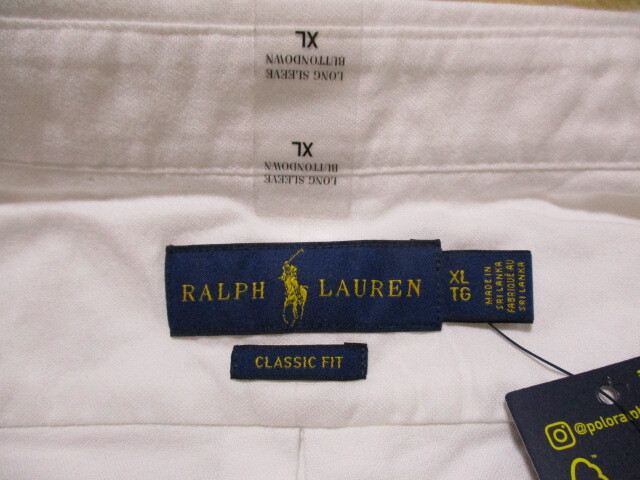 LONG SLEEVE
BUTTONDOWN
XL
LONG SLEEVE
BUTTONDOWN
XL
RALPH LAUREN
XL
TG
MADE IN
SRI LANKA
FABRIQUÉ AU
SRI LANKA
CLASSIC FIT